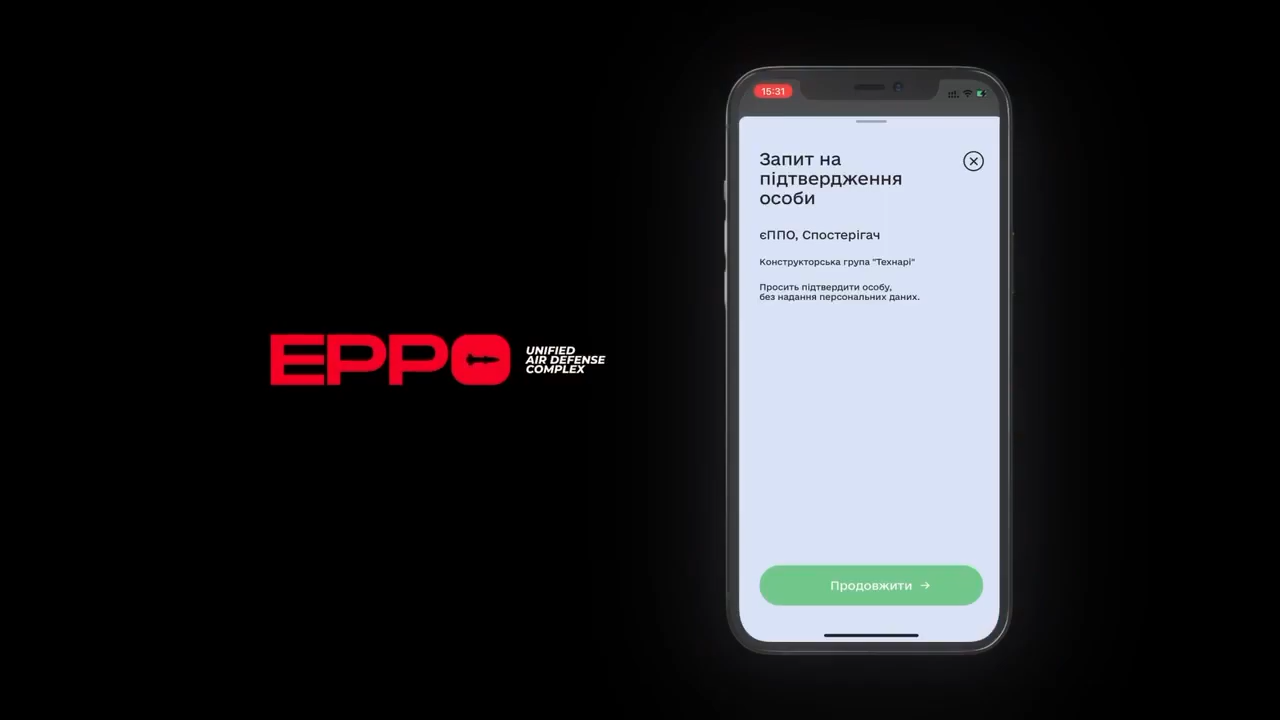 EPPO
UNIFIED
AIR DEFENSE
COMPLEX
15:31
Запит на
підтвердження
особи
єППО, Спостерігач
Конструкторська група "Технарі"
Просить підтвердити особу,
без надання персональних даних.
Продовжити →